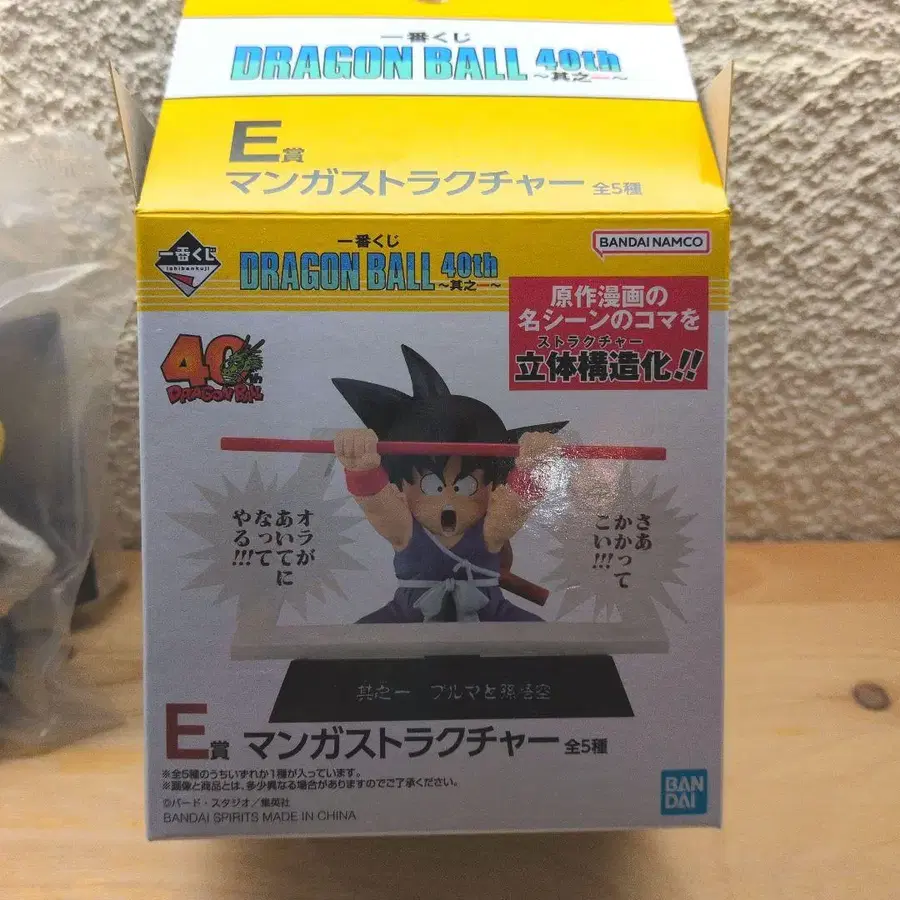 一番くじ
DRAGON BALL 40th
~其之一~
E賞
マンガストラクチャー 全5種
一番くじ
ichibankuji
一番くじ
DRAGON BALL 40th
~其之一~
BANDAI NAMCO
原作漫画の
名シーンのコマを
ストラクチャー
立体構造化!!
40th
DRAGON BALL
さあ
かかって
こい!!!
オラが
あいてに
なって
やる!!!
其之一 ブルマと孫悟空
E賞 マンガストラクチャー 全5種
※全5種のうちいずれか1種が入っています。
※画像と商品とは、多少異なる場合がありますのでご了承ください。
©バード・スタジオ/集英社
BANDAI SPIRITS MADE IN CHINA
BAN
DAI